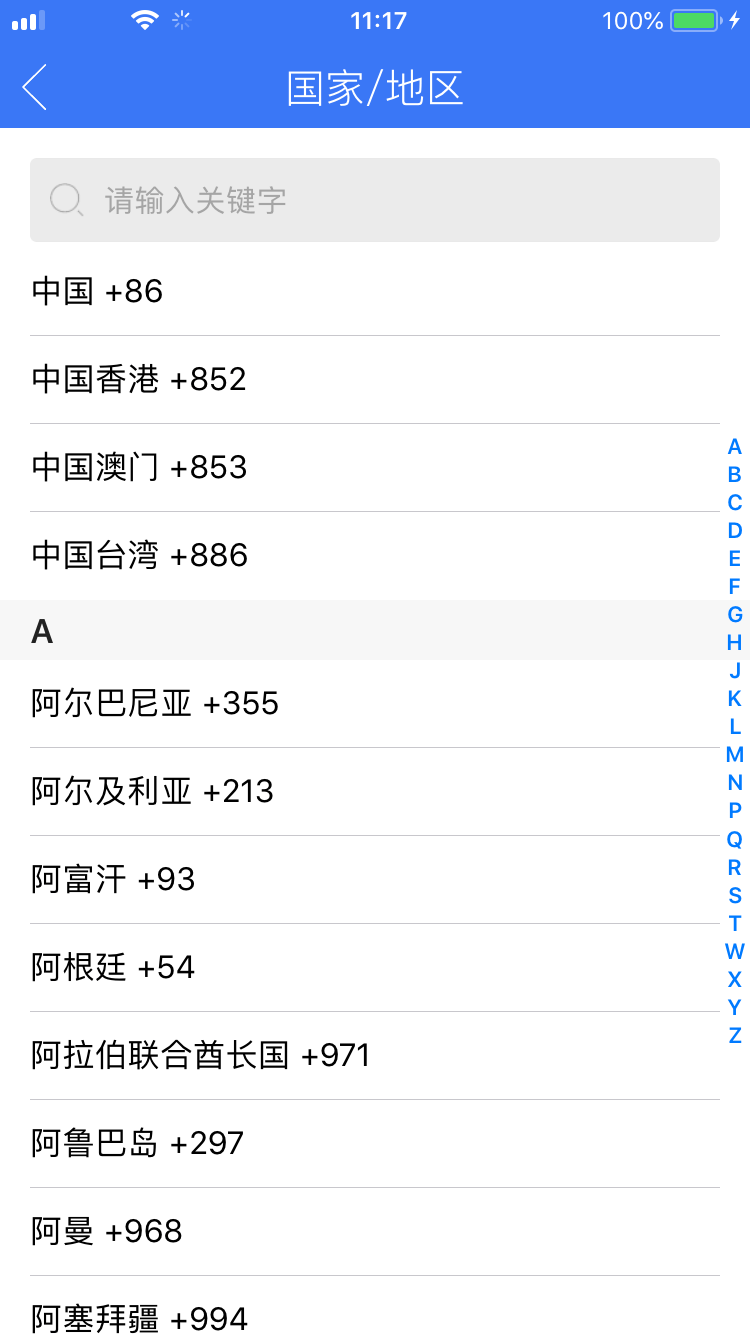 11:17
100%
国家/地区
请输入关键字
中国 +86
中国香港 +852
中国澳门 +853
中国台湾 +886
A
阿尔巴尼亚 +355
阿尔及利亚 +213
阿富汗 +93
阿根廷 +54
阿拉伯联合酋长国 +971
阿鲁巴岛 +297
阿曼 +968
阿塞拜疆 +994
A
B
C
D
E
F
G
H
J
K
L
M
N
P
Q
R
S
T
W
X
Y
Z